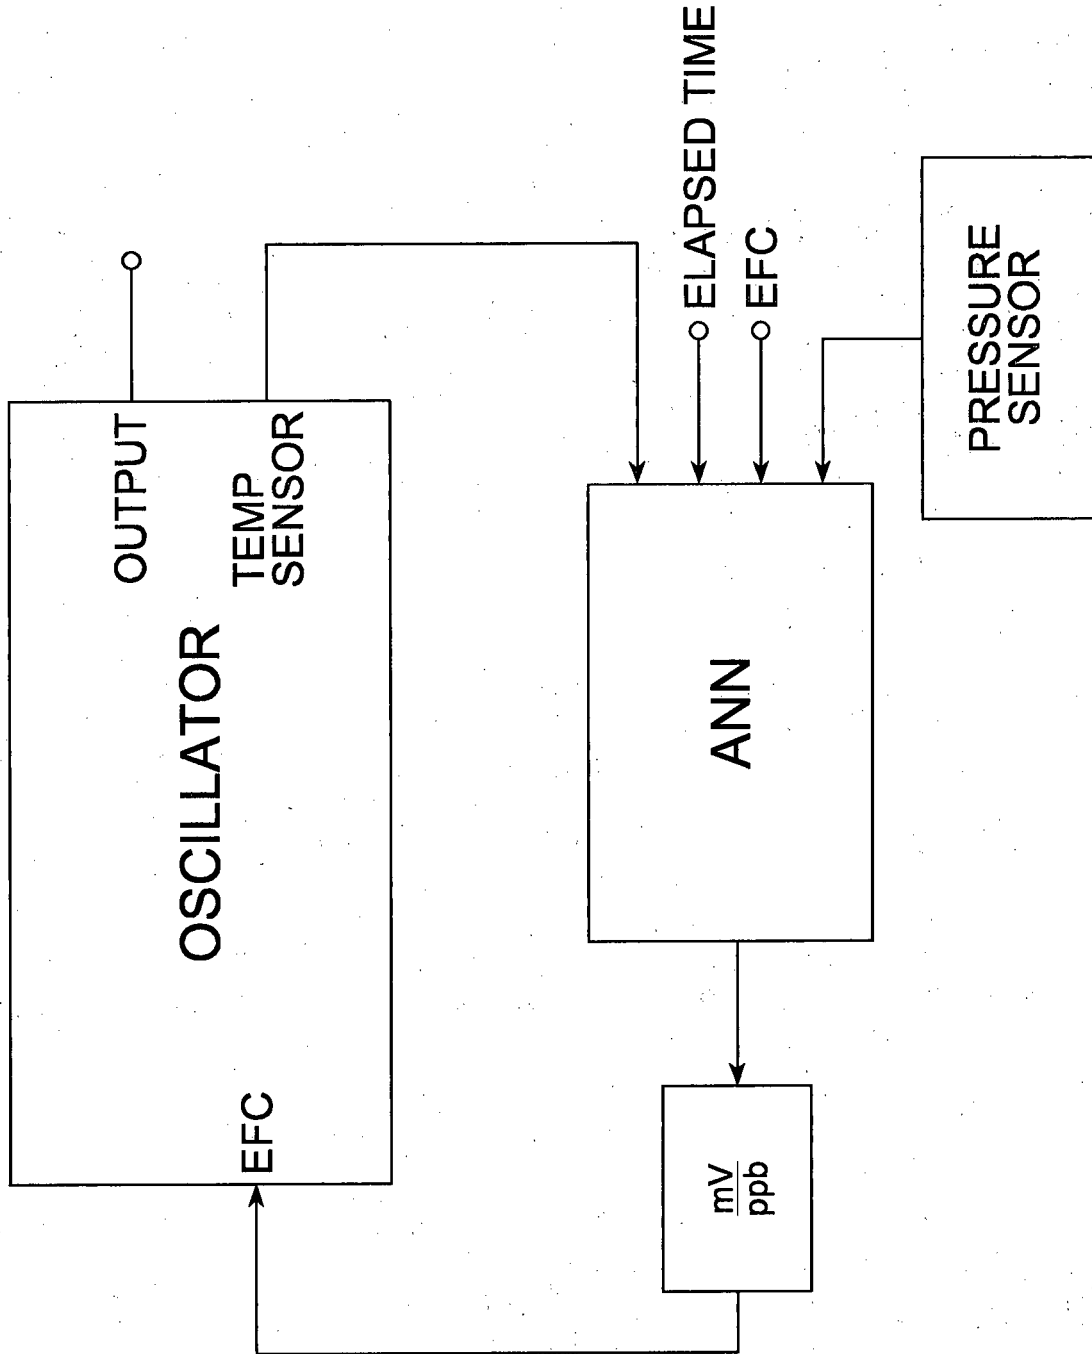 OSCILLATOR
EFC
OUTPUT
TEMP
SENSOR
ELAPSED TIME
EFC
ANN
mV
ppb
PRESSURE
SENSOR